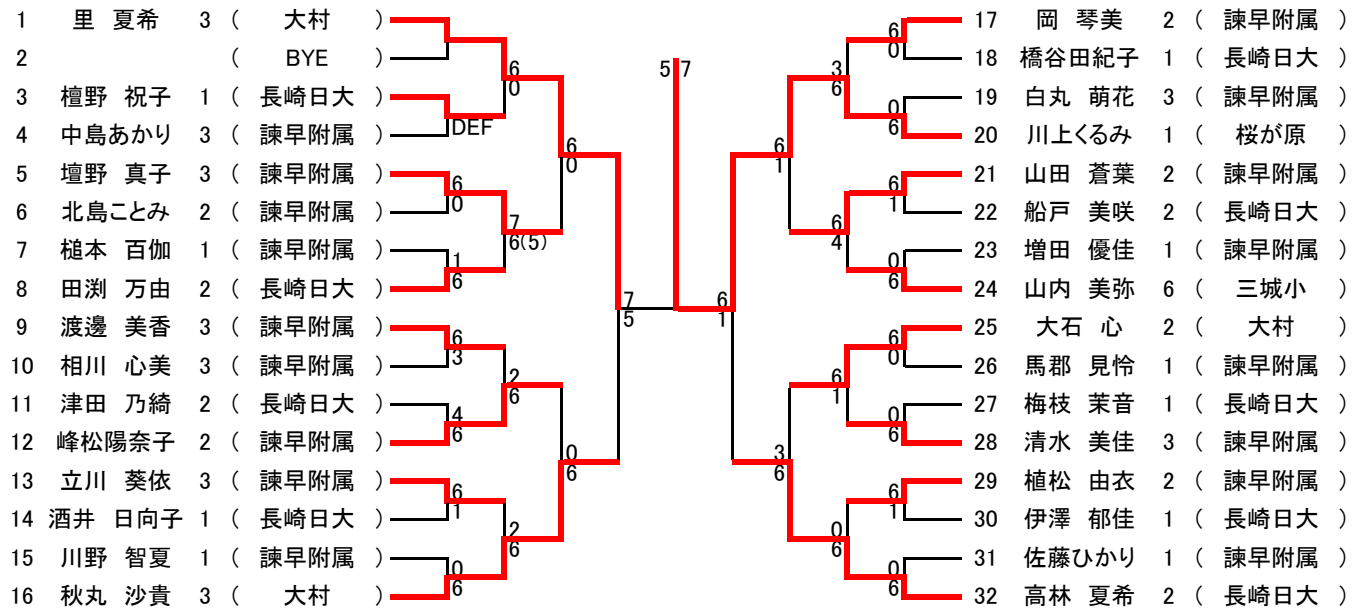 1 里 夏希 3 ( 大村 )
2 ( BYE )
3 檀野 祝子 1 ( 長崎日大 )
4 中島あかり 3 ( 諫早附属 )
5 壇野 真子 3 ( 諫早附属 )
6 北島ことみ 2 ( 諫早附属 )
7 槌本 百伽 1 ( 諫早附属 )
8 田渕 万由 2 ( 長崎日大 )
9 渡邊 美香 3 ( 諫早附属 )
10 相川 心美 3 ( 諫早附属 )
11 津田 乃綺 2 ( 長崎日大 )
12 峰松陽奈子 2 ( 諫早附属 )
13 立川 葵依 3 ( 諫早附属 )
14 酒井 日向子 1 ( 長崎日大 )
15 川野 智夏 1 ( 諫早附属 )
16 秋丸 沙貴 3 ( 大村 )
DEF
6
0
1
6
6
3
4
6
6
1
0
6
6
0
7
6(5)
2
6
2
6
6
0
0
6
7
5
5 7
6
1
6
1
3
6
3
6
6
4
6
1
0
6
6
0
0
6
6
1
0
6
6
0
0
6
6
1
0
6
17 岡 琴美 2 ( 諫早附属 )
18 橋谷田紀子 1 ( 長崎日大 )
19 白丸 萌花 3 ( 諫早附属 )
20 川上くるみ 1 ( 桜が原 )
21 山田 蒼葉 2 ( 諫早附属 )
22 船戸 美咲 2 ( 長崎日大 )
23 増田 優佳 1 ( 諫早附属 )
24 山内 美弥 6 ( 三城小 )
25 大石 心 2 ( 大村 )
26 馬郡 見怜 1 ( 諫早附属 )
27 梅枝 茉音 1 ( 長崎日大 )
28 清水 美佳 3 ( 諫早附属 )
29 植松 由衣 2 ( 諫早附属 )
30 伊澤 郁佳 1 ( 長崎日大 )
31 佐藤ひかり 1 ( 諫早附属 )
32 高林 夏希 2 ( 長崎日大 )